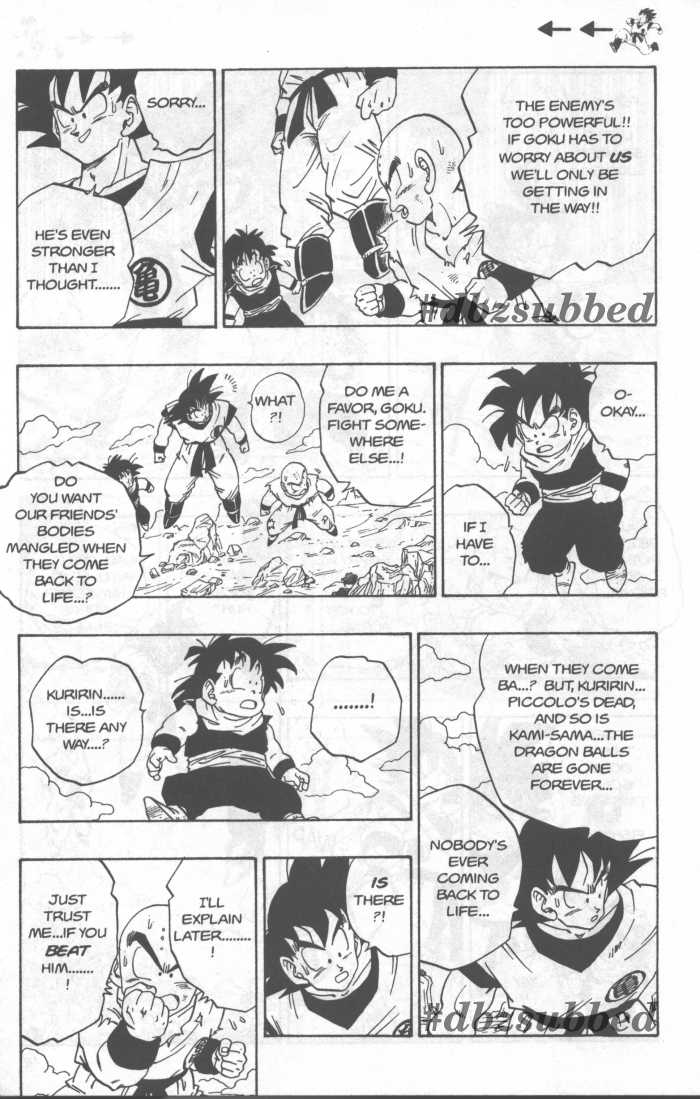 THE ENEMY'S
TOO POWERFUL!!
IF GOKU HAS TO
WORRY ABOUT US
WE'LL ONLY BE
GETTING IN
THE WAY!!
#dbzsubbed
SORRY...
HE'S EVEN
STRONGER
THAN I
THOUGHT.......
亀
O-
OKAY...
IF I
HAVE
TO...
DO ME A
FAVOR, GOKU.
FIGHT SOME-
WHERE
ELSE...!
WHAT
?!
DO
YOU WANT
OUR FRIENDS'
BODIES
MANGLED WHEN
THEY COME
BACK TO
LIFE...?
WHEN THEY COME
BA...? BUT, KURIRIN...
PICCOLO'S DEAD,
AND SO IS
KAMI-SAMA...THE
DRAGON BALLS
ARE GONE
FOREVER...
NOBODY'S
EVER
COMING
BACK TO
LIFE...
#dbzsubbed
.......!
KURIRIN......
IS...IS
THERE ANY
WAY....?
IS
THERE
?!
I'LL
EXPLAIN
LATER........
!
JUST
TRUST
ME...IF YOU
BEAT
HIM.......
!